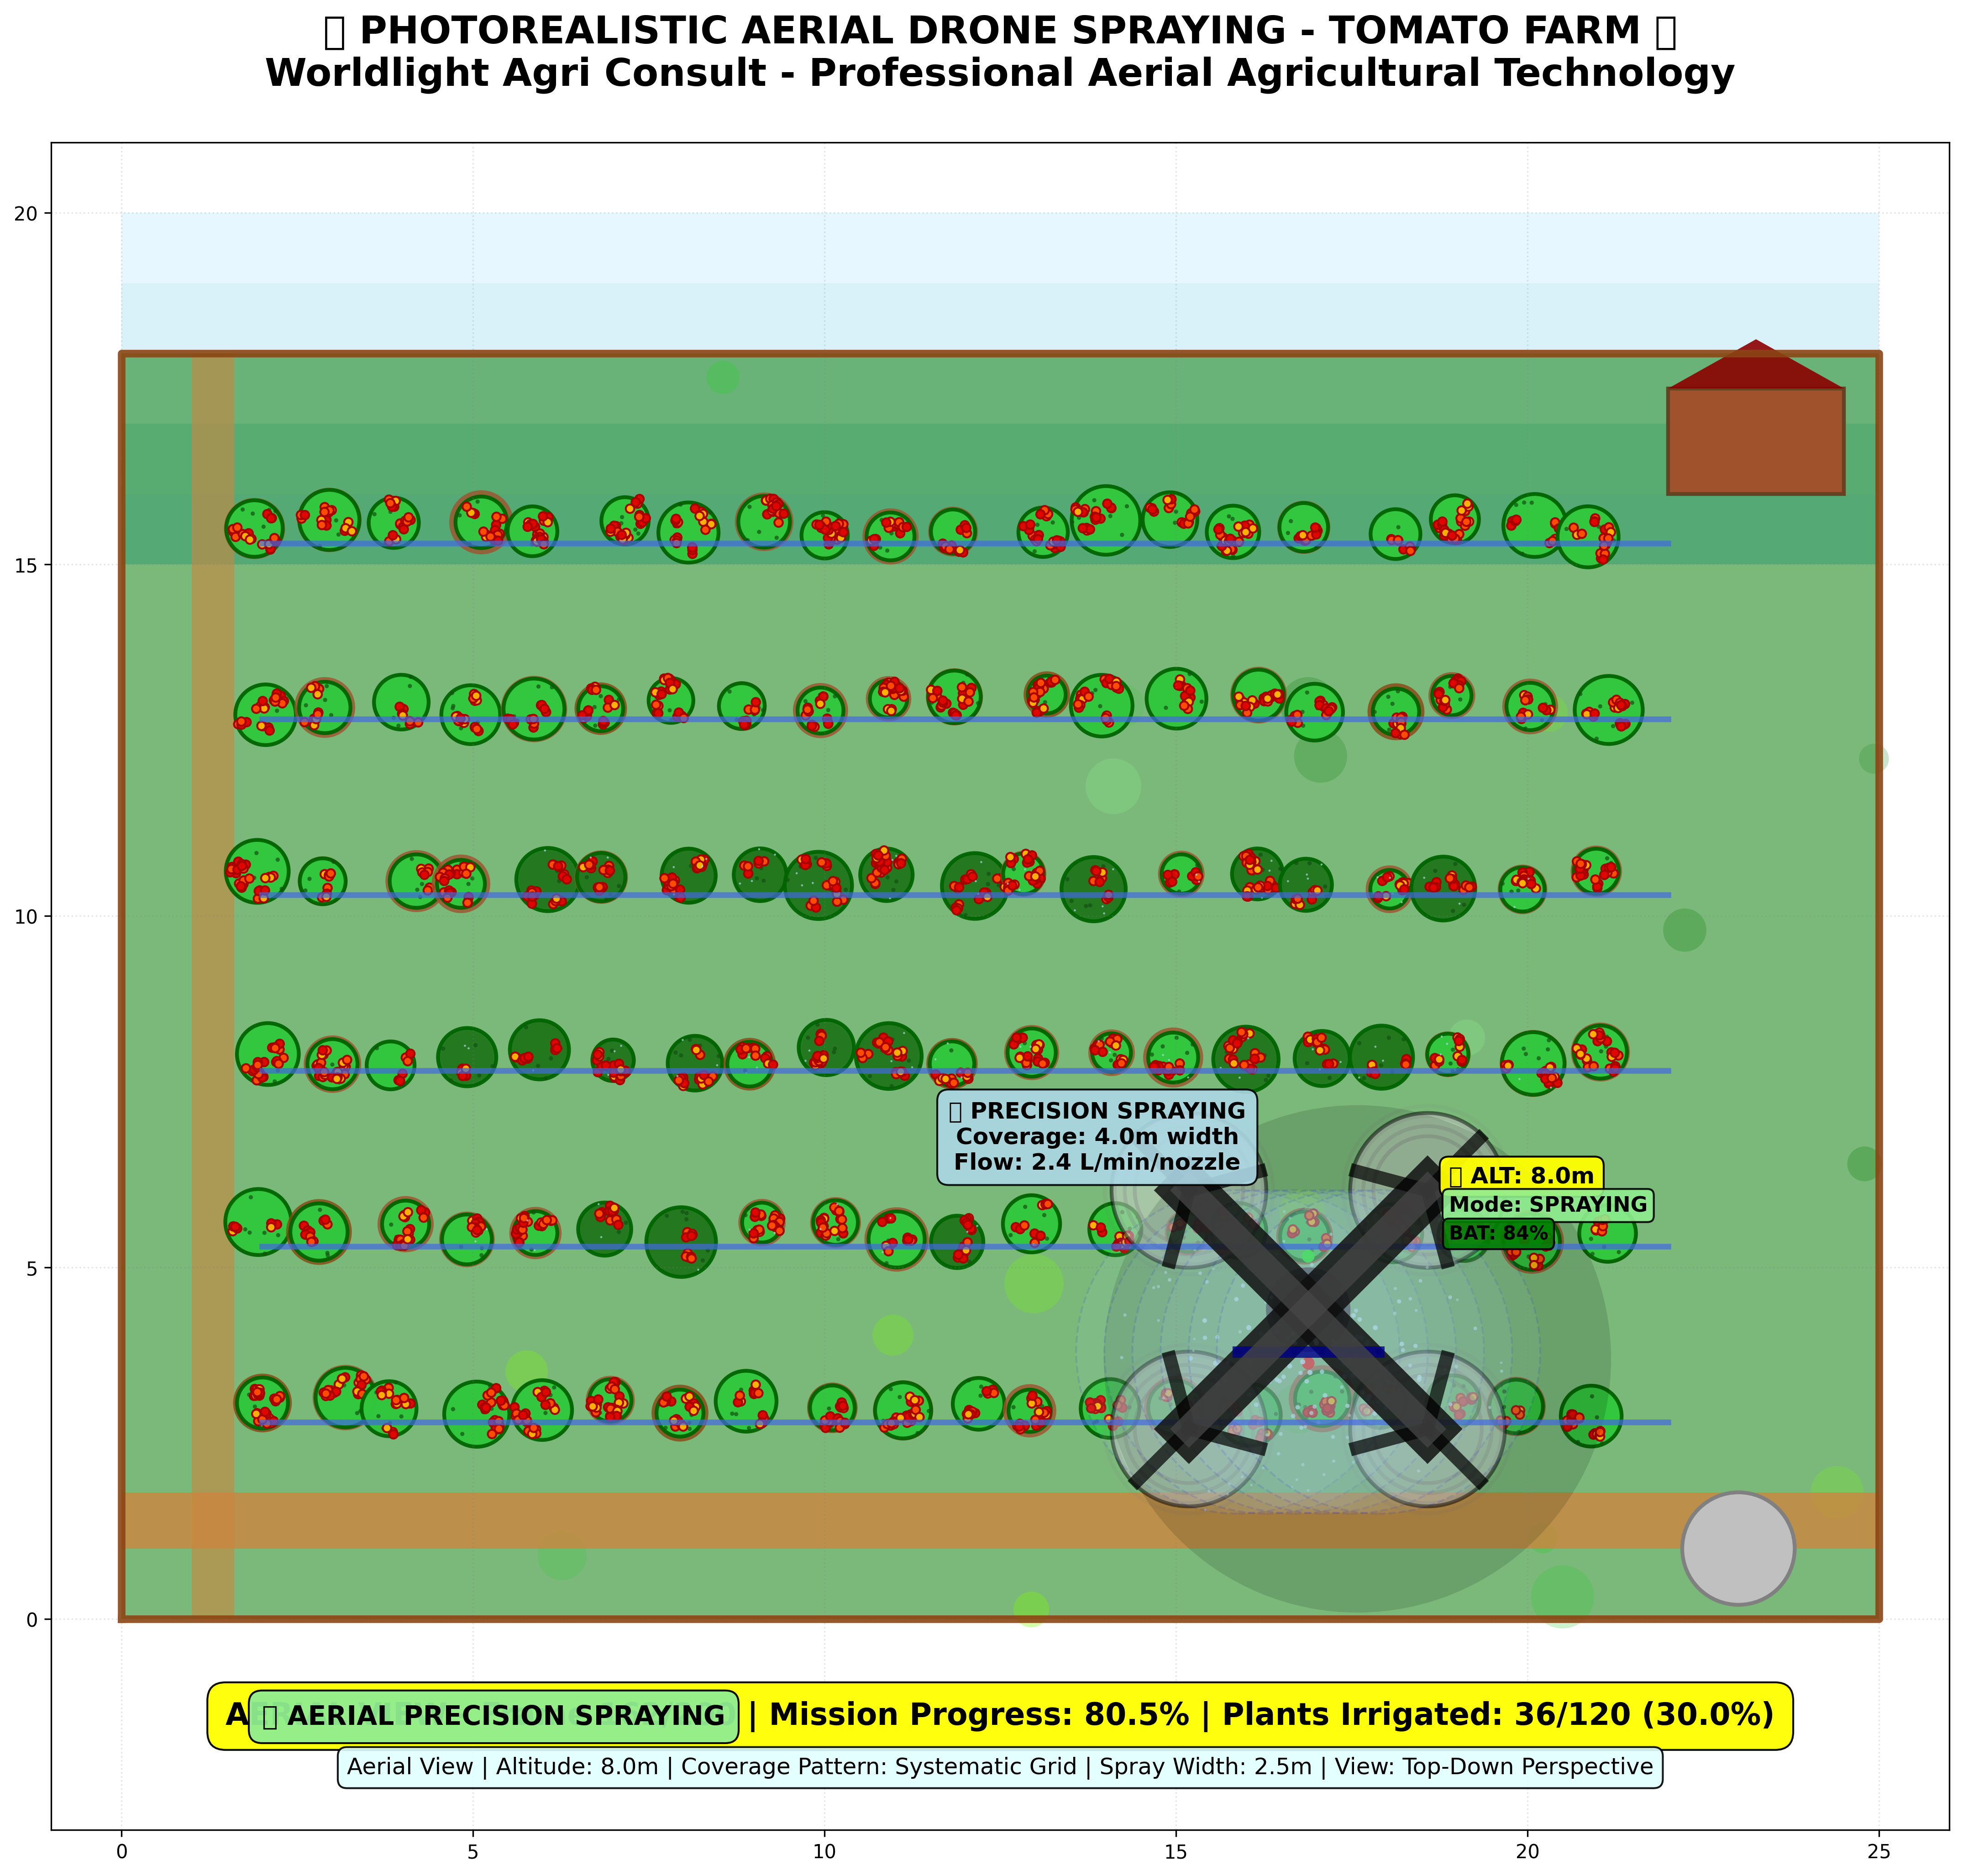 PHOTOREALISTIC AERIAL DRONE SPRAYING - TOMATO FARM
Worldlight Agri Consult - Professional Aerial Agricultural Technology
20
15
10
5
0
PRECISION SPRAYING
Coverage: 4.0m width
Flow: 2.4 L/min/nozzle
ALT: 8.0m
Mode: SPRAYING
BAT: 84%
AERIAL PRECISION SPRAYING
| Mission Progress: 80.5% | Plants Irrigated: 36/120 (30.0%)
Aerial View | Altitude: 8.0m | Coverage Pattern: Systematic Grid | Spray Width: 2.5m | View: Top-Down Perspective
0 5 10 15 20 25